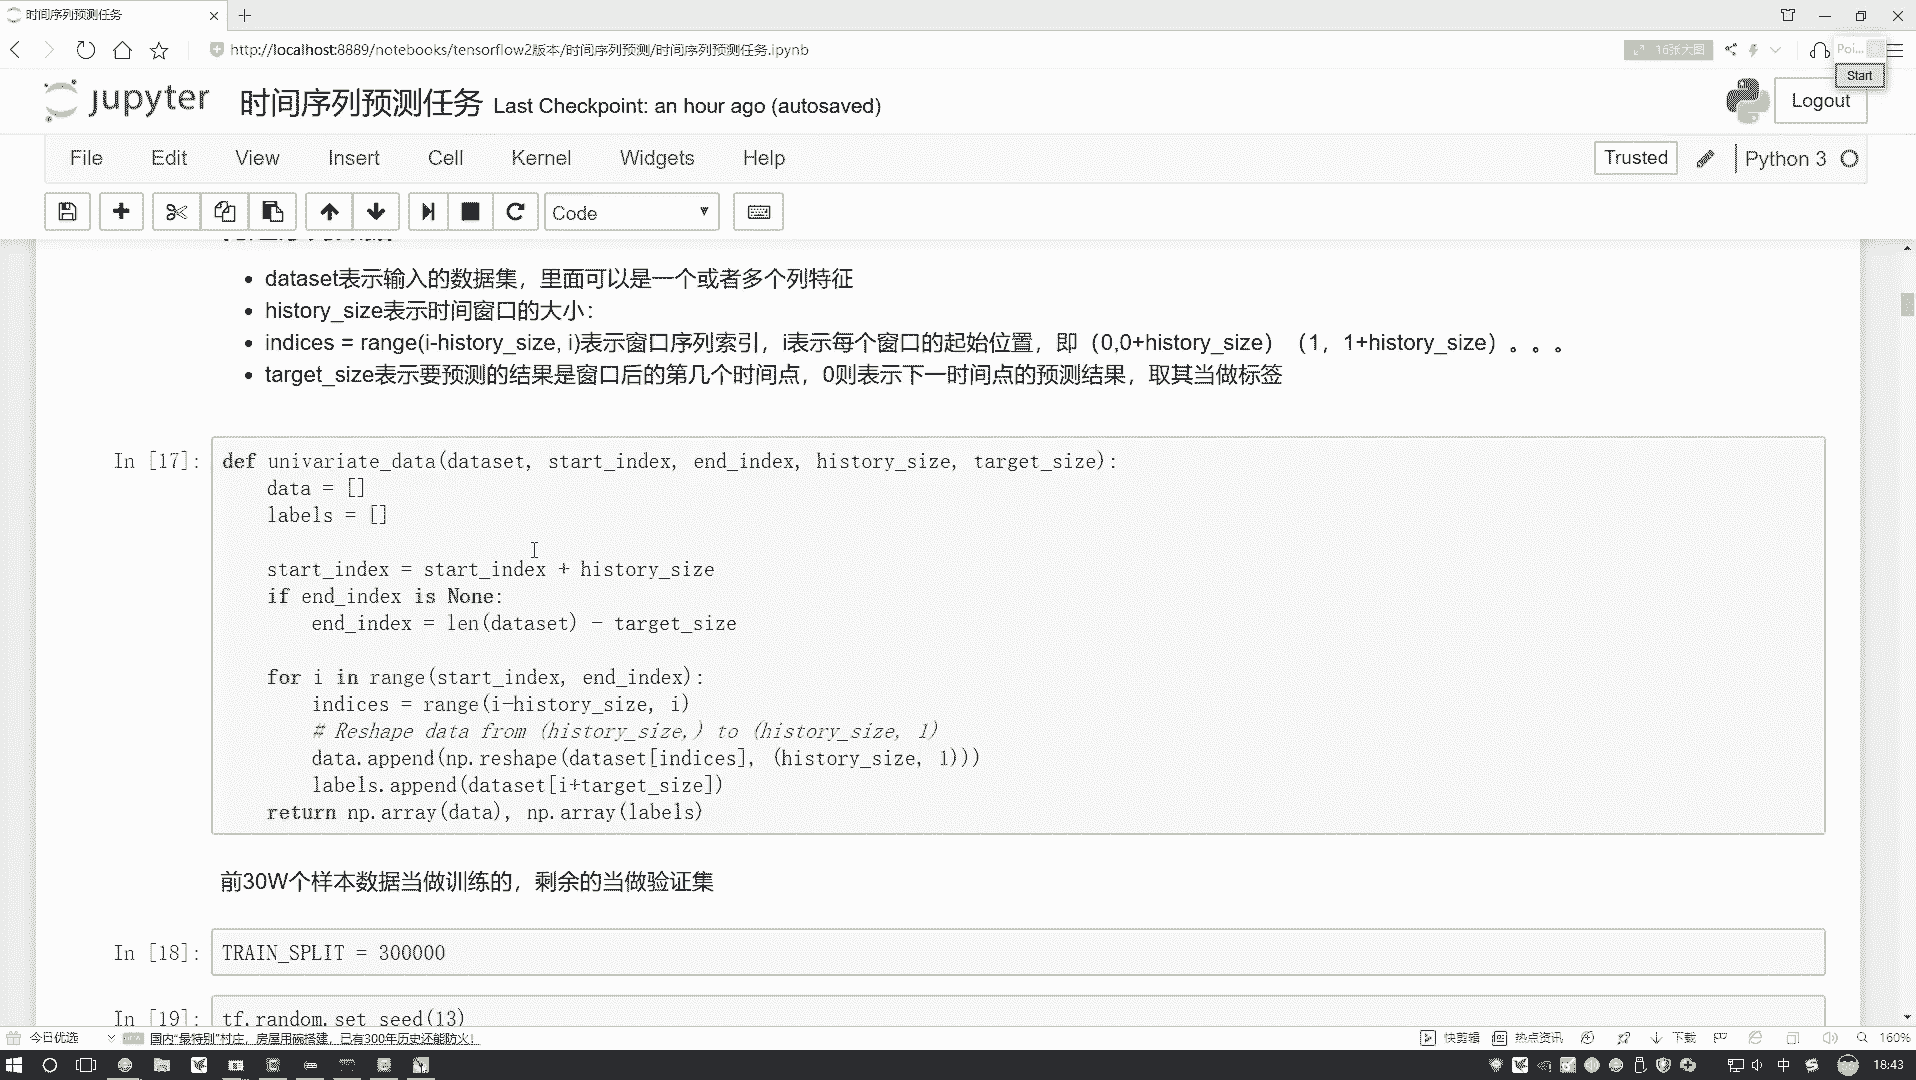 时间序列预测任务
http://localhost:8889/notebooks/tensorflow2版本/时间序列预测/时间序列预测任务.ipynb
16张大图
Poi...
Start
jupyter 时间序列预测任务 Last Checkpoint: an hour ago (autosaved)
Logout
File Edit View Insert Cell Kernel Widgets Help
Trusted
Python 3
Code
• dataset表示输入的数据集，里面可以是一个或者多个列特征
• history_size表示时间窗口的大小：
• indices = range(i-history_size, i)表示窗口序列索引，i表示每个窗口的起始位置，即（0,0+history_size）（1，1+history_size）。。。
• target_size表示要预测的结果是窗口后的第几个时间点，0则表示下一时间点的预测结果，取其当做标签
In [17]: def univariate_data(dataset, start_index, end_index, history_size, target_size):
data = []
labels = []
start_index = start_index + history_size
if end_index is None:
end_index = len(dataset) - target_size
for i in range(start_index, end_index):
indices = range(i-history_size, i)
# Reshape data from (history_size,) to (history_size, 1)
data.append(np.reshape(dataset[indices], (history_size, 1)))
labels.append(dataset[i+target_size])
return np.array(data), np.array(labels)
前30W个样本数据当做训练的，剩余的当做验证集
In [18]: TRAIN_SPLIT = 300000
In [19]: tf.random.set_seed(13)
今日优选
国内“最特别”村庄，房屋用碗搭建，已有300年历史还能防火！
快剪辑
热点资讯
下载
160%
中
18:43